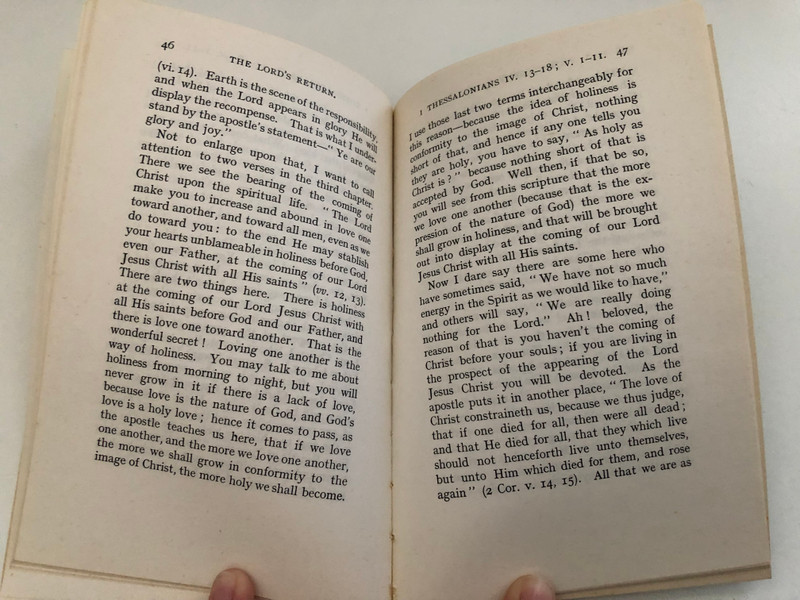 46
THE LORD'S RETURN.
(vi. 14). Earth is the scene of the responsibility,
and when the Lord appears in glory He will
display the recompense. That is what I under-
stand by the apostle's statement—“ Ye are our
glory and joy.”
Not to enlarge upon that, I want to call
attention to two verses in the third chapter.
There we see the bearing of the coming of
Christ upon the spiritual life. “ The Lord
make you to increase and abound in love one
toward another, and toward all men, even as we
do toward you : to the end He may stablish
your hearts unblameable in holiness before God,
even our Father, at the coming of our Lord
Jesus Christ with all His saints ” (vv. 12, 13).
There are two things here. There is holiness
at the coming of our Lord Jesus Christ with
all His saints before God and our Father, and
there is love one toward another. That is the
wonderful secret ! Loving one another is the
way of holiness. You may talk to me about
holiness from morning to night, but you will
never grow in it if there is a lack of love,
because love is the nature of God, and God's
love is a holy love ; hence it comes to pass, as
the apostle teaches us here, that if we love
one another, and the more we love one another,
the more we shall grow in conformity to the
image of Christ, the more holy we shall become.
1 THESSALONIANS IV. 13–18 ; V. 1–11. 47
I use those last two terms interchangeably for
this reason—because the idea of holiness is
conformity to the image of Christ, nothing
short of that, and hence if any one tells you
they are holy, you have to say, “ As holy as
Christ is ? ” because nothing short of that is
accepted by God. Well then, if that be so,
you will see from this scripture that the more
we love one another (because that is the ex-
pression of the nature of God) the more we
shall grow in holiness, and that will be brought
out into display at the coming of our Lord
Jesus Christ with all His saints.
Now I dare say there are some here who
have sometimes said, “ We have not so much
energy in the Spirit as we would like to have,”
and others will say, “ We are really doing
nothing for the Lord.” Ah ! beloved, the
reason of that is you haven't the coming of
Christ before your souls ; if you are living in
the prospect of the appearing of the Lord
Jesus Christ you will be devoted. As the
apostle puts it in another place, “ The love of
Christ constraineth us, because we thus judge,
that if one died for all, then were all dead ;
and that He died for all, that they which live
should not henceforth live unto themselves,
but unto Him which died for them, and rose
again ” (2 Cor. v. 14, 15). All that we are as